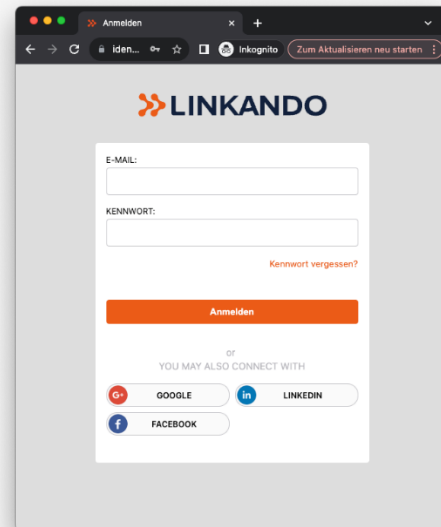 Anmelden
iden...
Inkognito
Zum Aktualisieren neu starten
LINKANDO
E-MAIL:
KENNWORT:
Kennwort vergessen?
Anmelden
or
YOU MAY ALSO CONNECT WITH
G+ GOOGLE
in LINKEDIN
f FACEBOOK